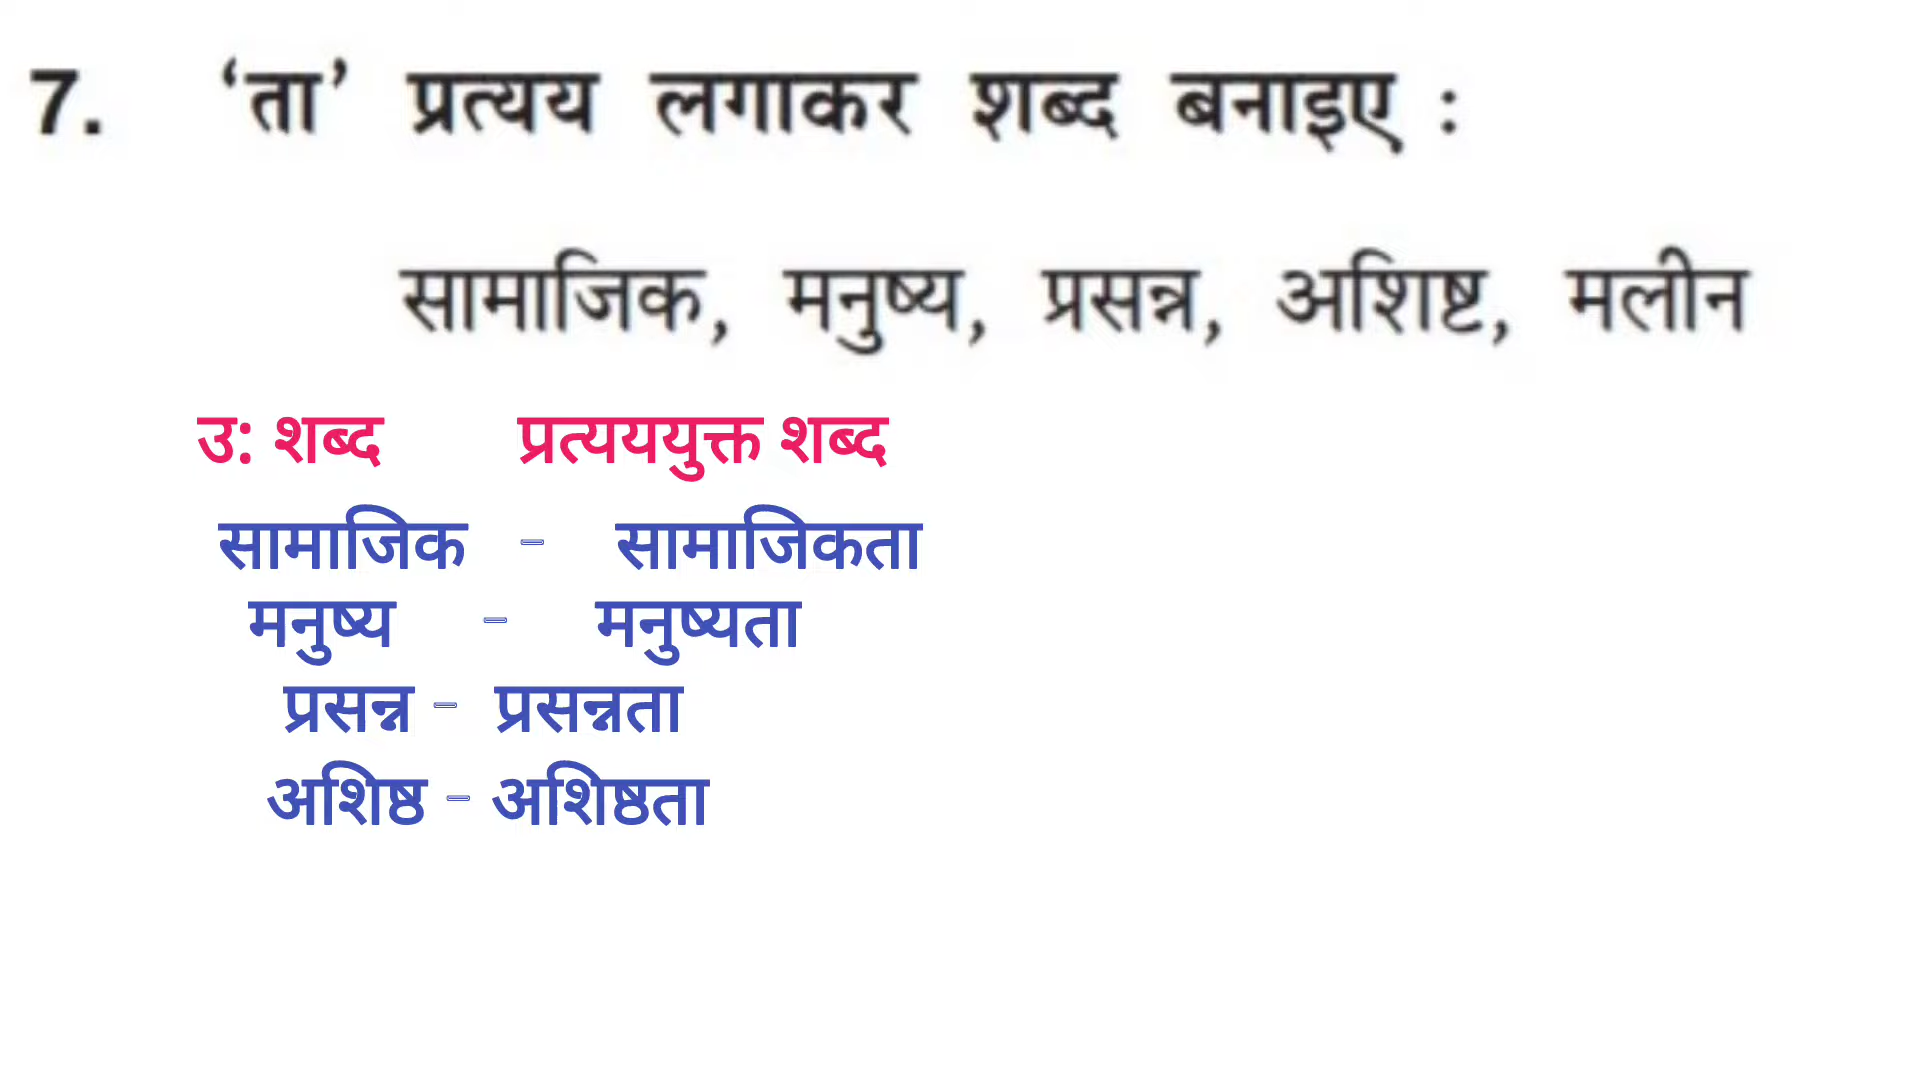 7. ‘ता’ प्रत्यय लगाकर शब्द बनाइए :
सामाजिक, मनुष्य, प्रसन्न, अशिष्ट, मलीन
उ: शब्द प्रत्यययुक्त शब्द
सामाजिक - सामाजिकता
मनुष्य - मनुष्यता
प्रसन्न - प्रसन्नता
अशिष्ठ - अशिष्ठता